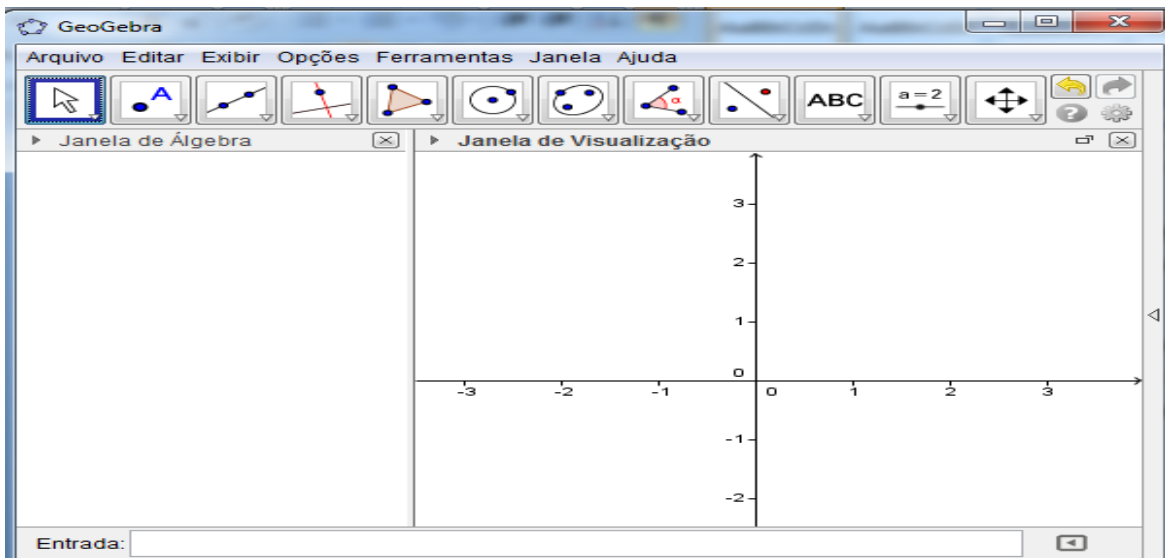 GeoGebra
Arquivo Editar Exibir Opções Ferramentas Janela Ajuda
A α ABC a = 2
Janela de Álgebra Janela de Visualização
3
2
1
0
-3 -2 -1 0 1 2 3
-1
-2
Entrada: